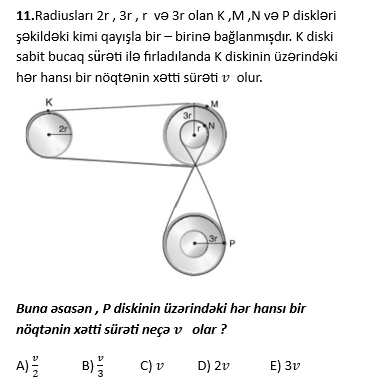 11.Radiusları 2r , 3r , r və 3r olan K ,M ,N və P diskləri
şəkildəki kimi qayışla bir – birinə bağlanmışdır. K diski
sabit bucaq sürəti ilə fırladılanda K diskinin üzərindəki
hər hansı bir nöqtənin xətti sürəti v olur.
K
M
3r
2r
r
N
3r
P
Buna əsasən , P diskinin üzərindəki hər hansı bir
nöqtənin xətti sürəti neçə v olar ?
A) v/2 B) v/3 C) v D) 2v E) 3v